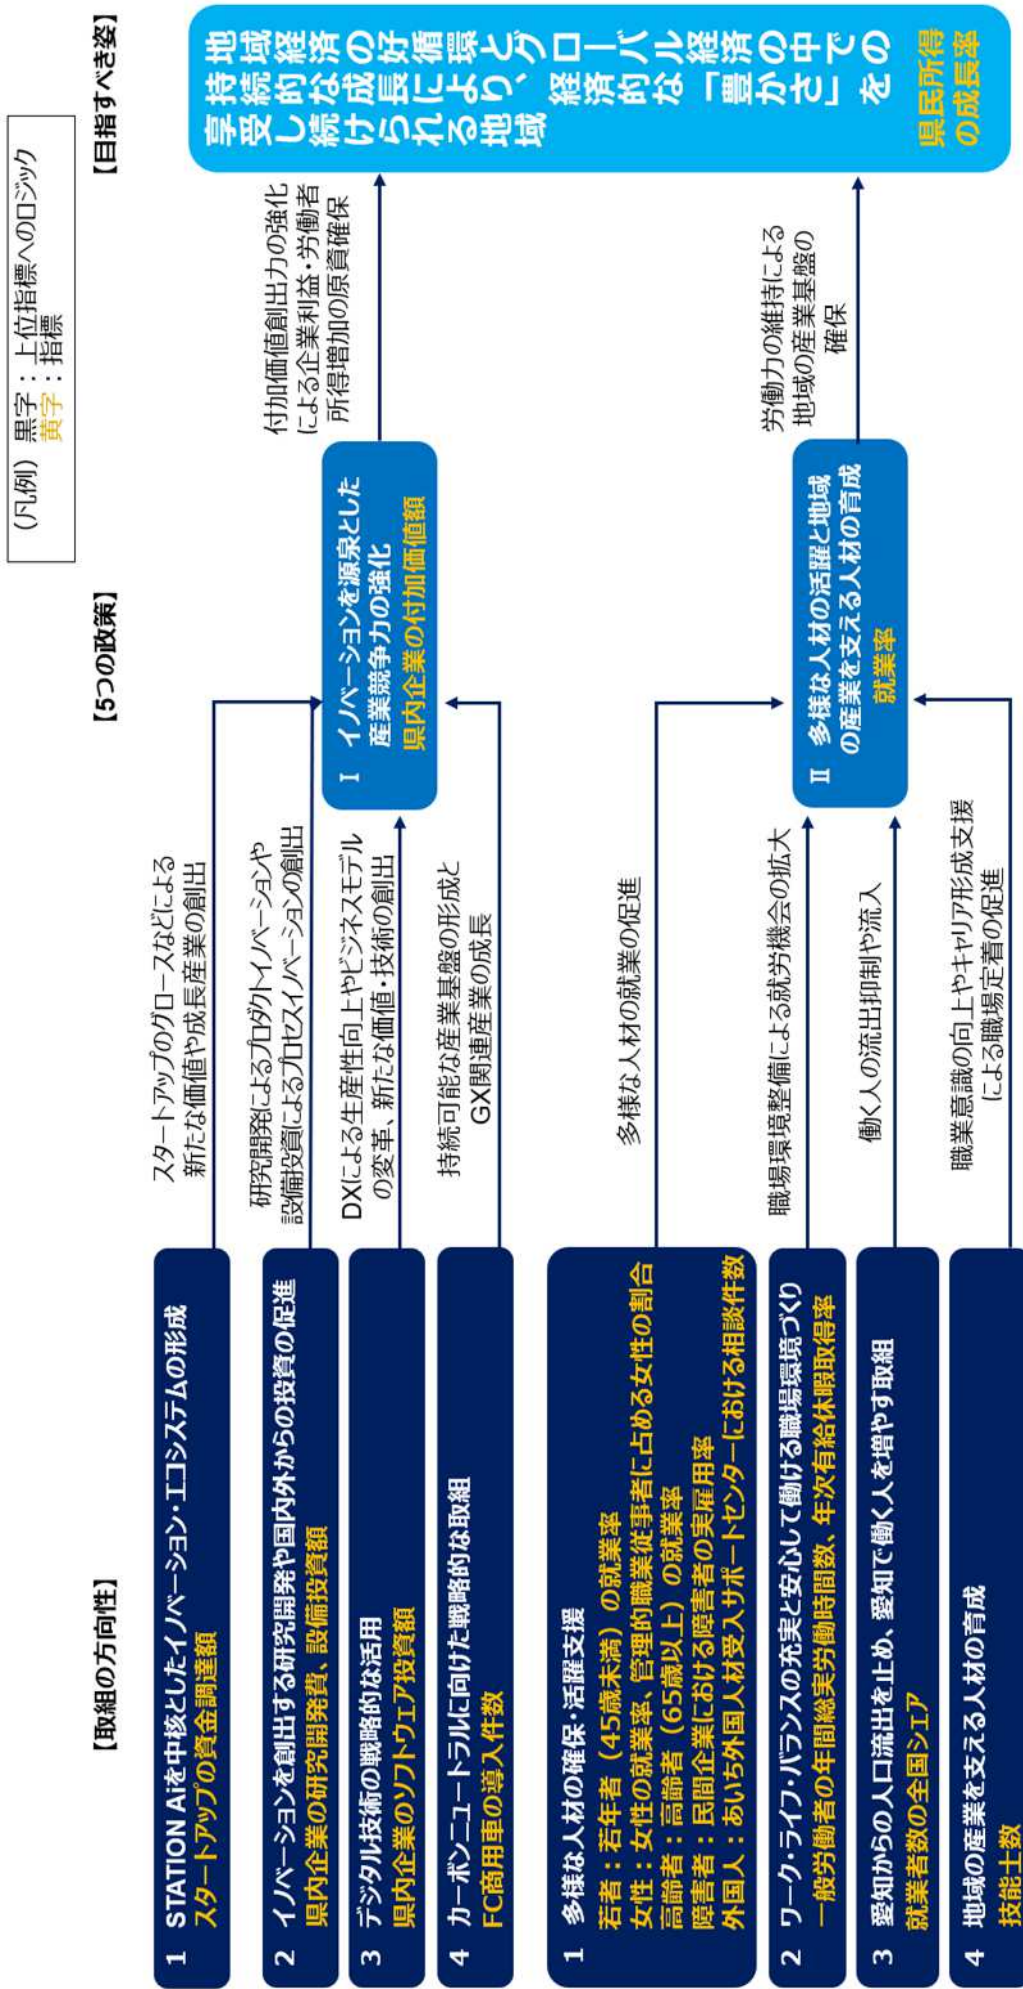 （凡例） 黒字：上位指標へのロジック
黄字：指標
【取組の方向性】
【5つの政策】
【目指すべき姿】
1 STATION Aiを中核としたイノベーション・エコシステムの形成
スタートアップの資金調達額
スタートアップのグロースなどによる
新たな価値や成長産業の創出
2 イノベーションを創出する研究開発や国内外からの投資の促進
県内企業の研究開発費、設備投資額
研究開発によるプロダクトイノベーションや
設備投資によるプロセスイノベーションの創出
3 デジタル技術の戦略的な活用
県内企業のソフトウェア投資額
DXによる生産性向上やビジネスモデル
の変革、新たな価値・技術の創出
4 カーボンニュートラルに向けた戦略的な取組
FC商用車の導入件数
持続可能な産業基盤の形成と
GX関連産業の成長
Ⅰ イノベーションを源泉とした
産業競争力の強化
県内企業の付加価値額
付加価値創出力の強化
による企業利益・労働者
所得増加の原資確保
1 多様な人材の確保・活躍支援
若者：若年者（45歳未満）の就業率
女性：女性の就業率、管理的職業従事者に占める女性の割合
高齢者：高齢者（65歳以上）の就業率
障害者：民間企業における障害者の実雇用率
外国人：あいち外国人材受入サポートセンターにおける相談件数
多様な人材の就業の促進
2 ワーク・ライフ・バランスの充実と安心して働ける職場環境づくり
一般労働者の年間総実労働時間数、年次有給休暇取得率
職場環境整備による就労機会の拡大
3 愛知からの人口流出を止め、愛知で働く人を増やす取組
就業者数の全国シェア
働く人の流出抑制や流入
4 地域の産業を支える人材の育成
技能士数
職業意識の向上やキャリア形成支援
による職場定着の促進
Ⅱ 多様な人材の活躍と地域
の産業を支える人材の育成
就業率
労働力の維持による
地域の産業基盤の
確保
地域経済の好循環とグローバル経済の中での
持続的な成長により、経済的な「豊かさ」を
享受し続けられる地域
県民所得
の成長率